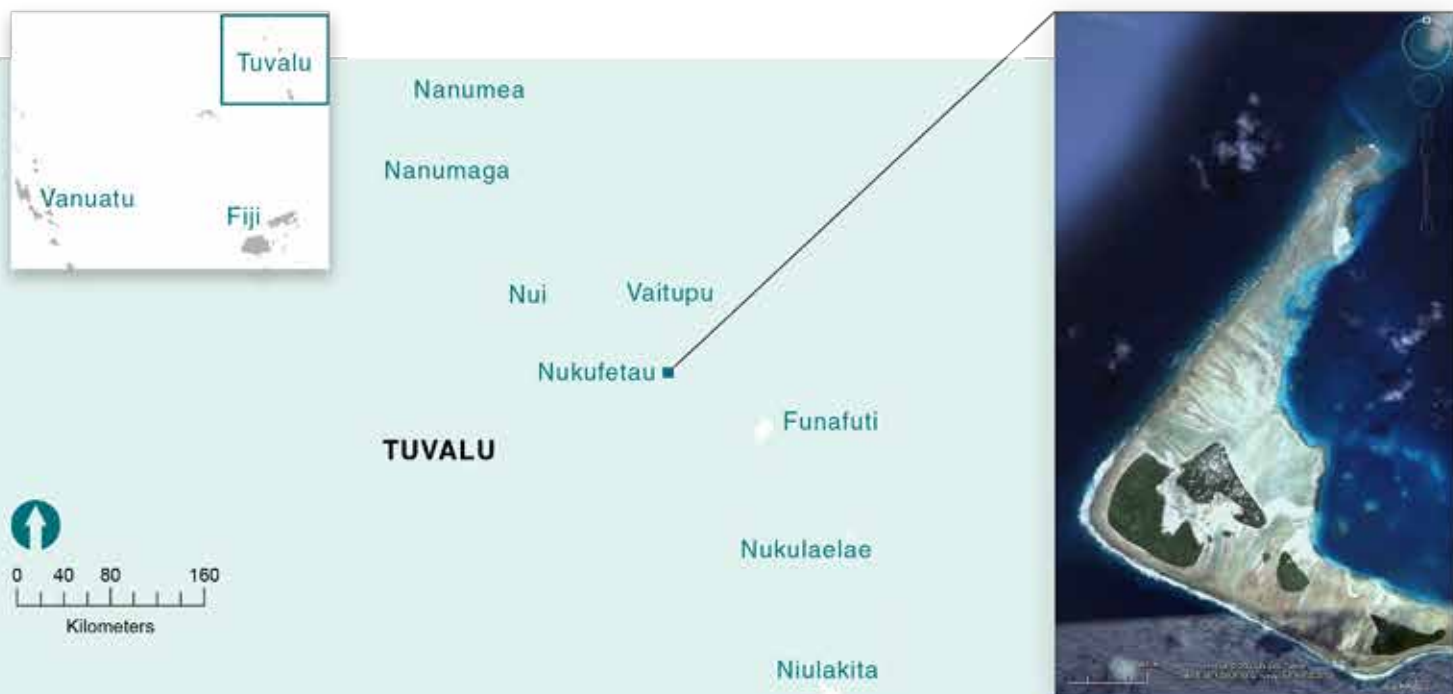 Tuvalu
Vanuatu
Fiji
Nanumea
Nanumaga
Nui
Vaitupu
Nukufetau
Funafuti
TUVALU
Nukulaelae
0 40 80 160
Kilometers
Niulakita